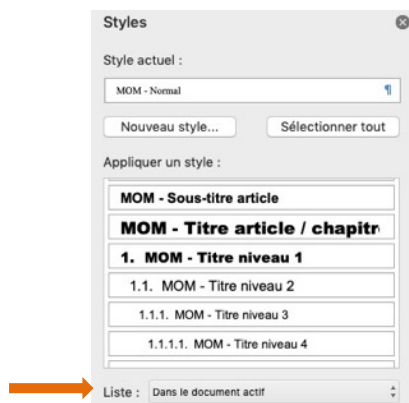 Styles
Style actuel :
MOM - Normal ¶
Nouveau style... Sélectionner tout
Appliquer un style :
MOM - Sous-titre article
MOM - Titre article / chapitr
1. MOM - Titre niveau 1
1.1. MOM - Titre niveau 2
1.1.1. MOM - Titre niveau 3
1.1.1.1. MOM - Titre niveau 4
Liste : Dans le document actif